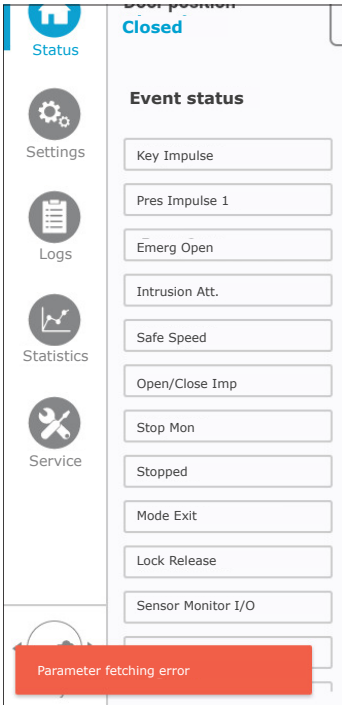 Door position
Closed
Status
Event status
Settings
Key Impulse
Pres Impulse 1
Logs
Emerg Open
Intrusion Att.
Statistics
Safe Speed
Open/Close Imp
Service
Stop Mon
Stopped
Mode Exit
Lock Release
Sensor Monitor I/O
Parameter fetching error